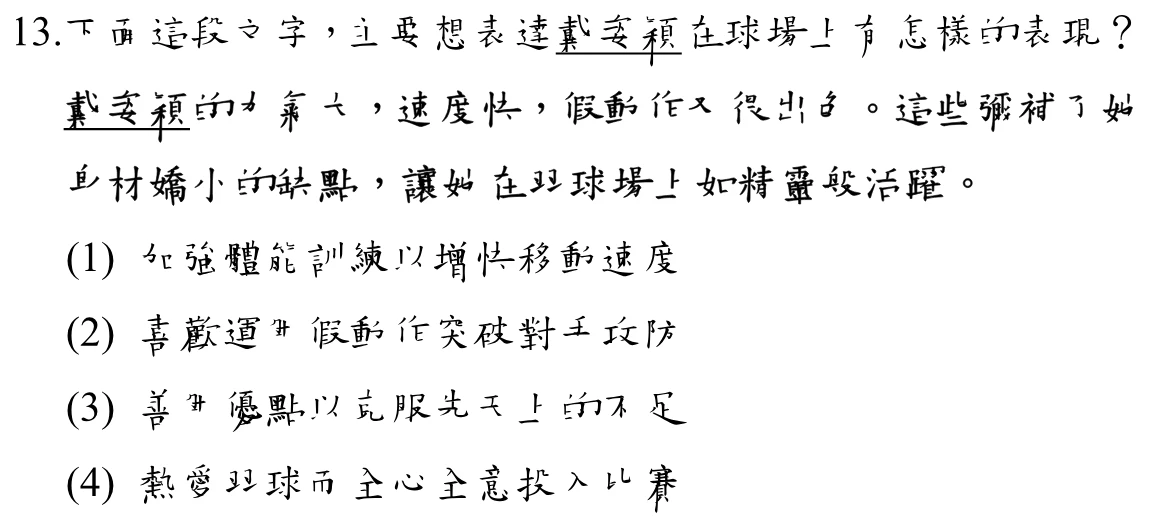 13.下面這段文字，主要想表達戴資穎在球場上有怎樣的表現？
戴資穎的力氣大，速度快，假動作又很出色。這些彌補了她
身材嬌小的缺點，讓她在羽球場上如精靈般活躍。
(1) 加強體能訓練以增快移動速度
(2) 喜歡運用假動作突破對手攻防
(3) 善用優點以克服先天上的不足
(4) 熱愛羽球而全心全意投入比賽